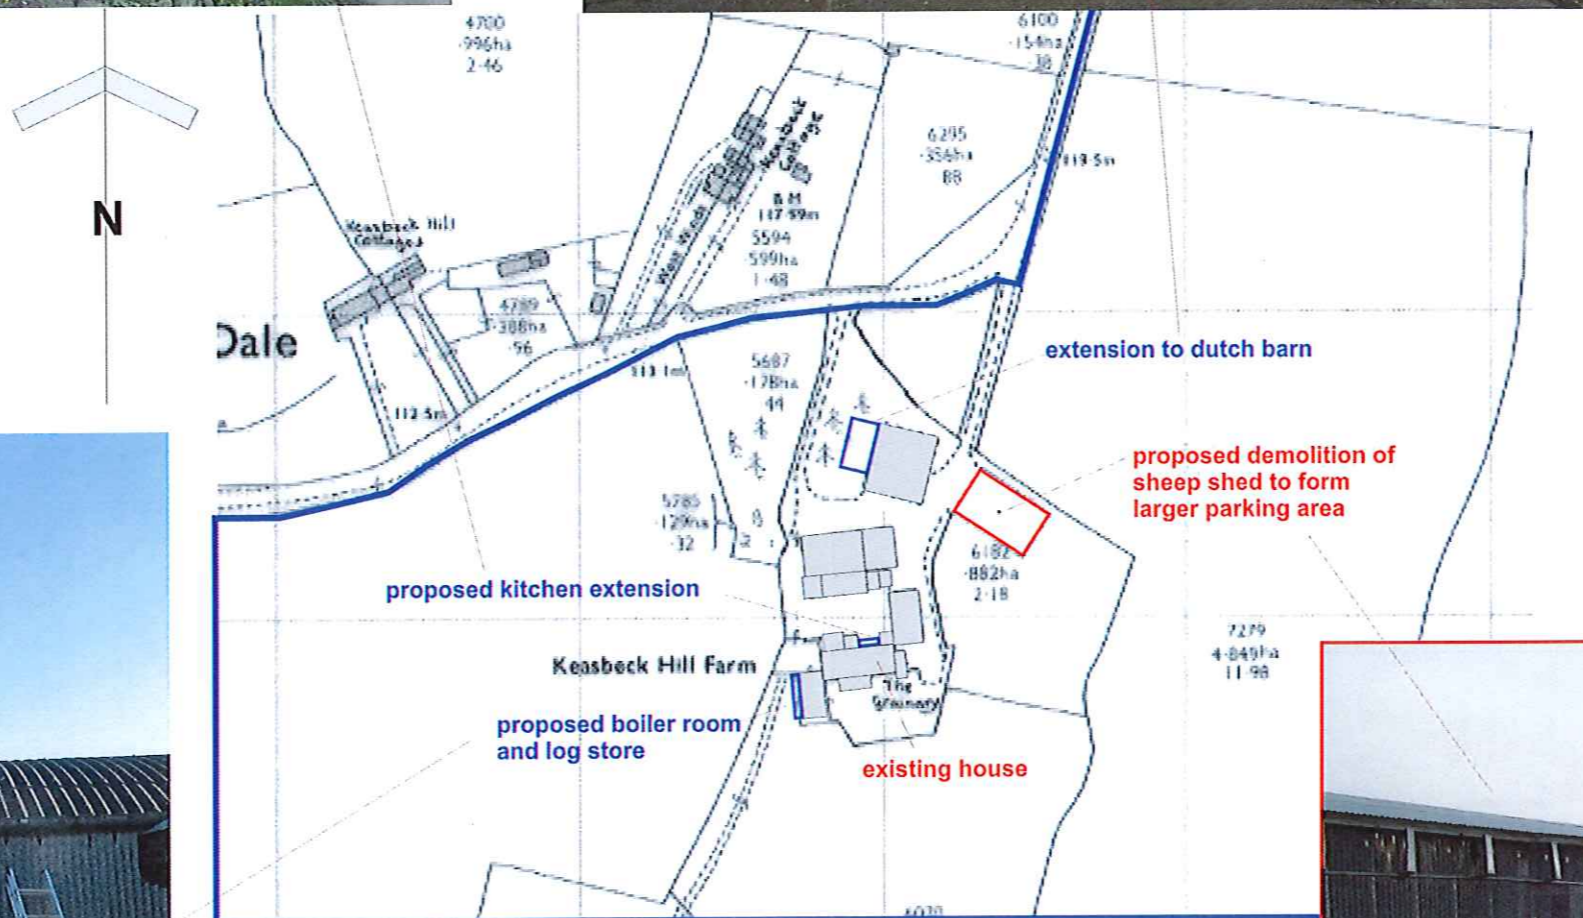 4700
·996ha
2·46
6100
·154ha
·38
N
Keasbeck
Cottage
6295
·356ha
·88
119·5m
B M
117·59m
5594
·599ha
1·48
West Winds
Keasbeck Hill
Cottages
4789
·388ha
·96
Dale
113·1m
5687
·178ha
·44
extension to dutch barn
112·5m
proposed demolition of
sheep shed to form
larger parking area
5785
·129ha
·32
6182
·882ha
2·18
proposed kitchen extension
7279
4·849ha
11·98
Keasbeck Hill Farm
The
Granary
proposed boiler room
and log store
existing house